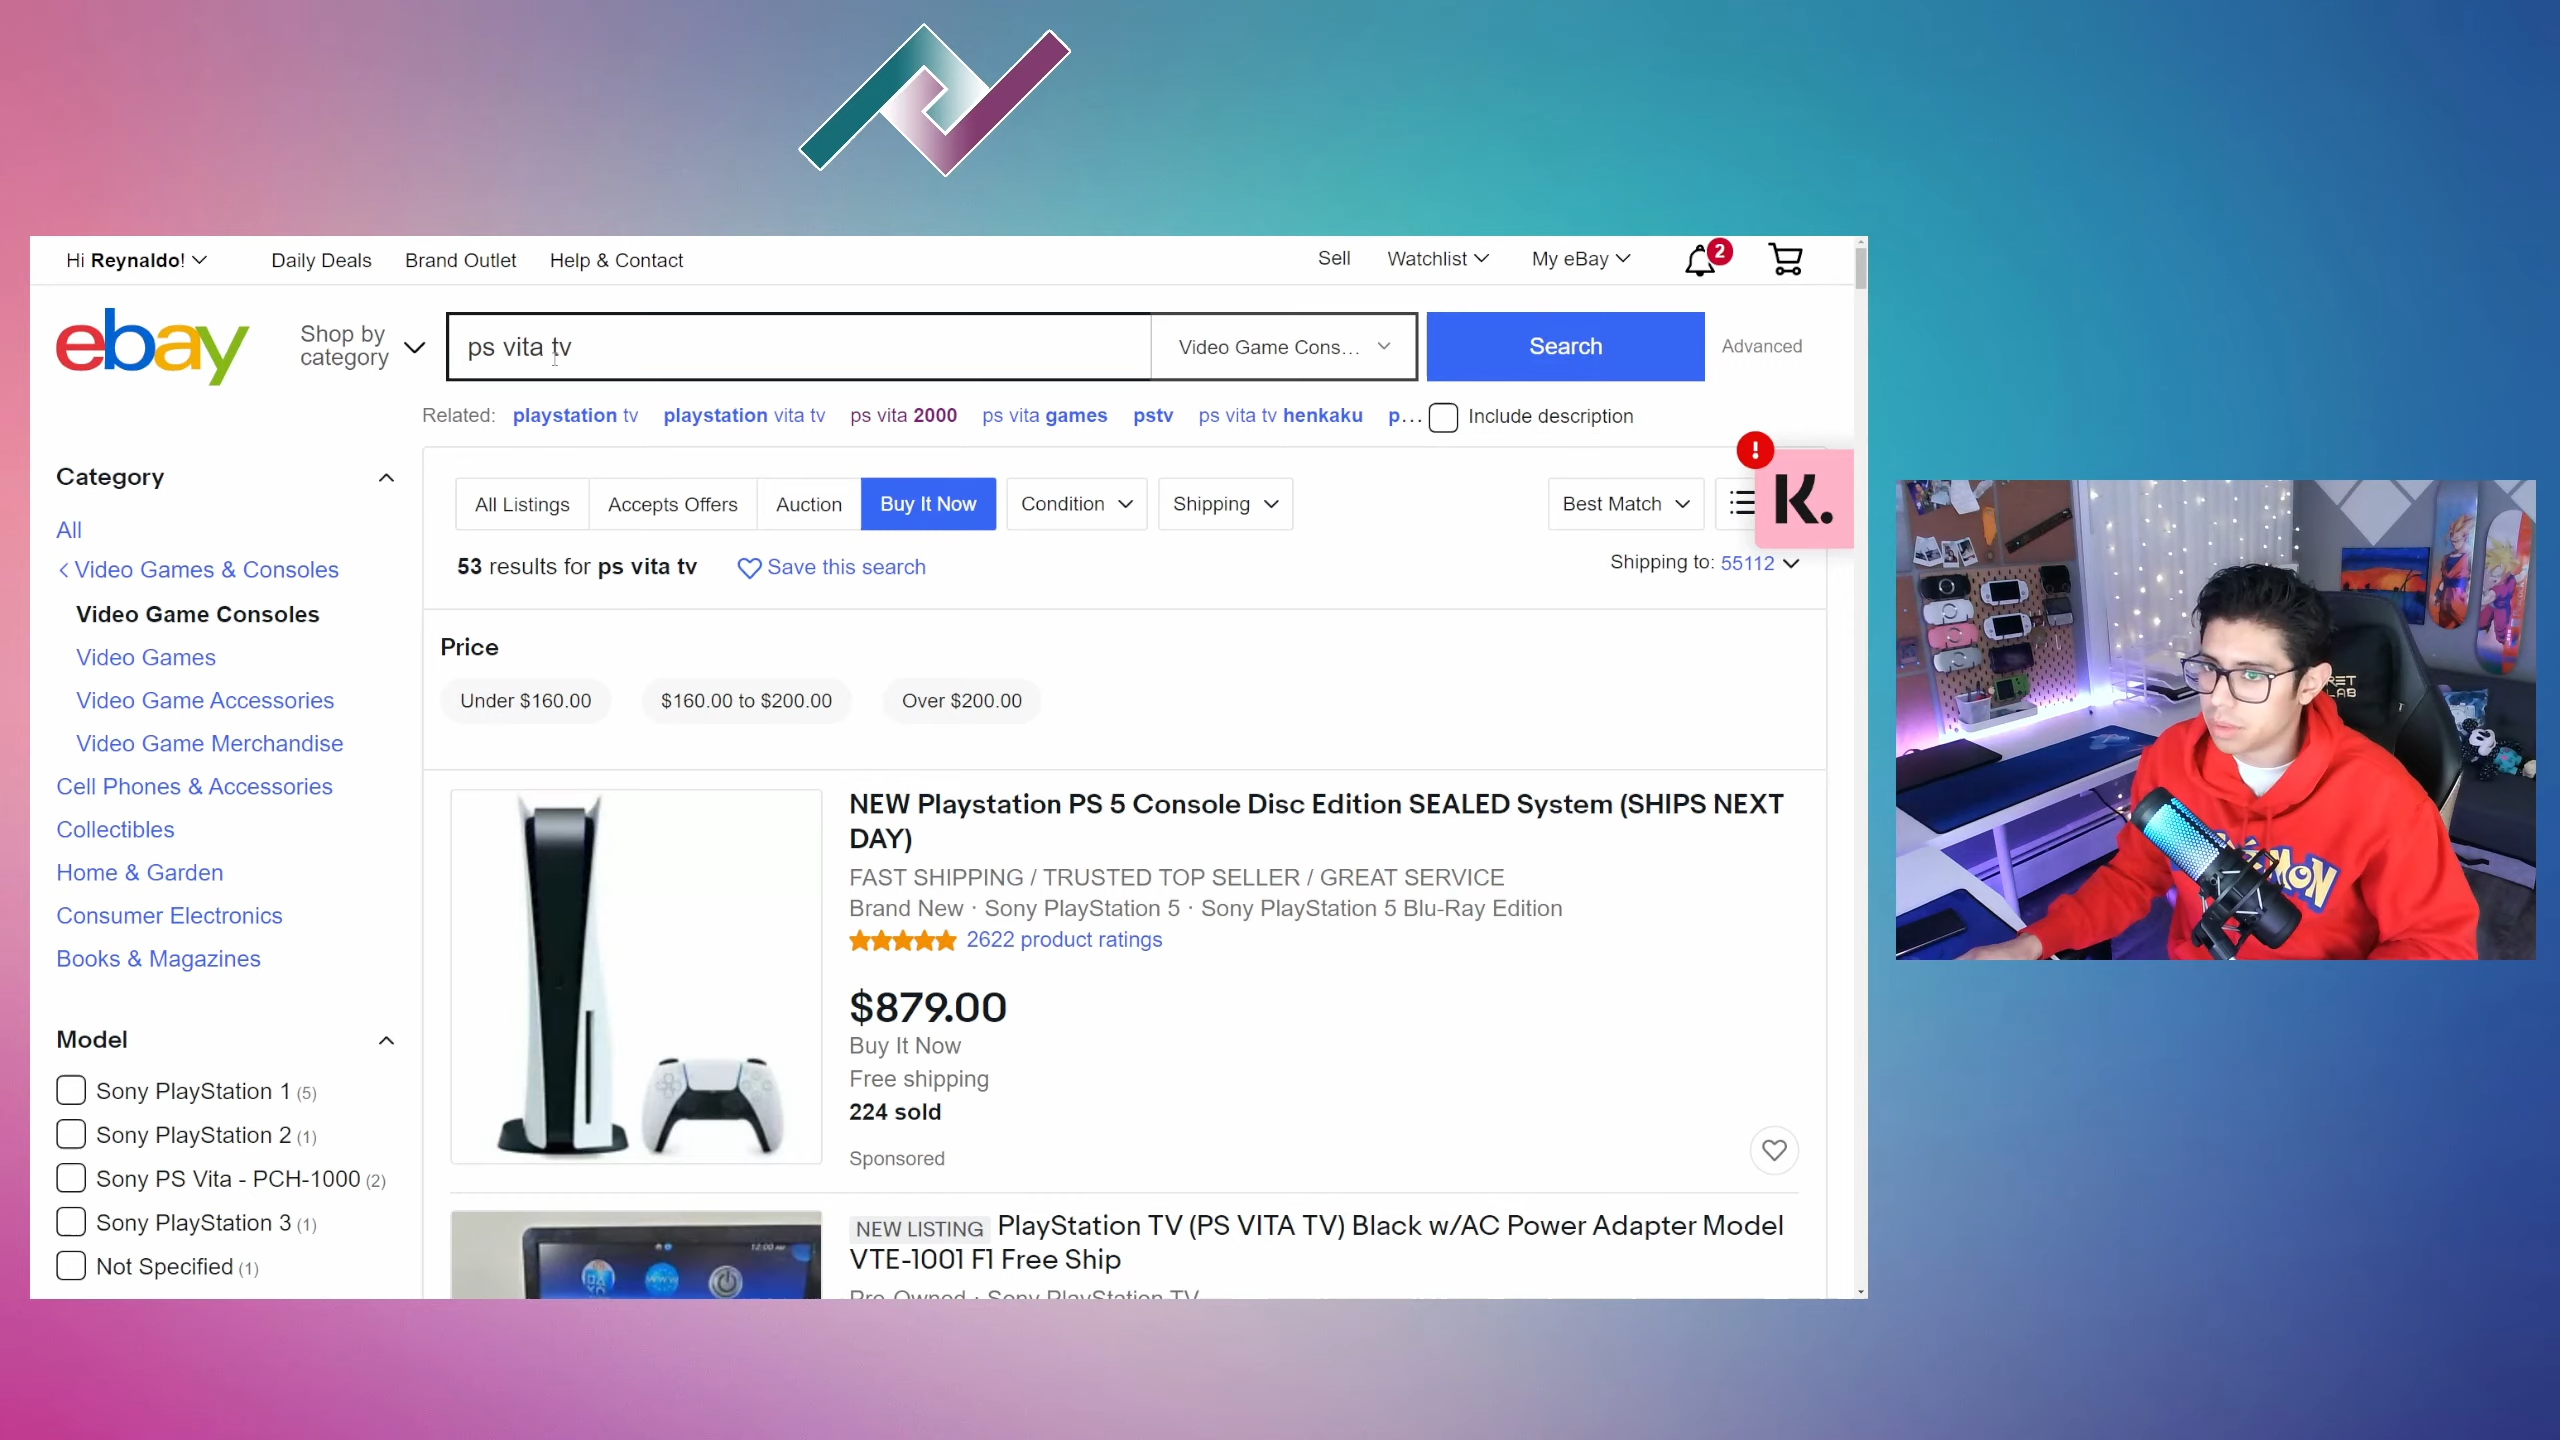 Hi Reynaldo!
Daily Deals
Brand Outlet
Help & Contact
Sell
Watchlist
My eBay
2
ebay
Shop by
category
ps vita tv
Video Game Cons...
Search
Advanced
Related: playstation tv playstation vita tv ps vita 2000 ps vita games pstv ps vita tv henkaku p...
Include description
!
K.
Category
All
Video Games & Consoles
Video Game Consoles
Video Games
Video Game Accessories
Video Game Merchandise
Cell Phones & Accessories
Collectibles
Home & Garden
Consumer Electronics
Books & Magazines
Model
Sony PlayStation 1 (5)
Sony PlayStation 2 (1)
Sony PS Vita - PCH-1000 (2)
Sony PlayStation 3 (1)
Not Specified (1)
All Listings
Accepts Offers
Auction
Buy It Now
Condition
Shipping
Best Match
53 results for ps vita tv
Save this search
Shipping to: 55112
Price
Under $160.00
$160.00 to $200.00
Over $200.00
NEW Playstation PS 5 Console Disc Edition SEALED System (SHIPS NEXT
DAY)
FAST SHIPPING / TRUSTED TOP SELLER / GREAT SERVICE
Brand New · Sony PlayStation 5 · Sony PlayStation 5 Blu-Ray Edition
2622 product ratings
$879.00
Buy It Now
Free shipping
224 sold
Sponsored
NEW LISTING PlayStation TV (PS VITA TV) Black w/AC Power Adapter Model
VTE-1001 F1 Free Ship
Pre-Owned · Sony PlayStation TV
12:00 AM
WWW